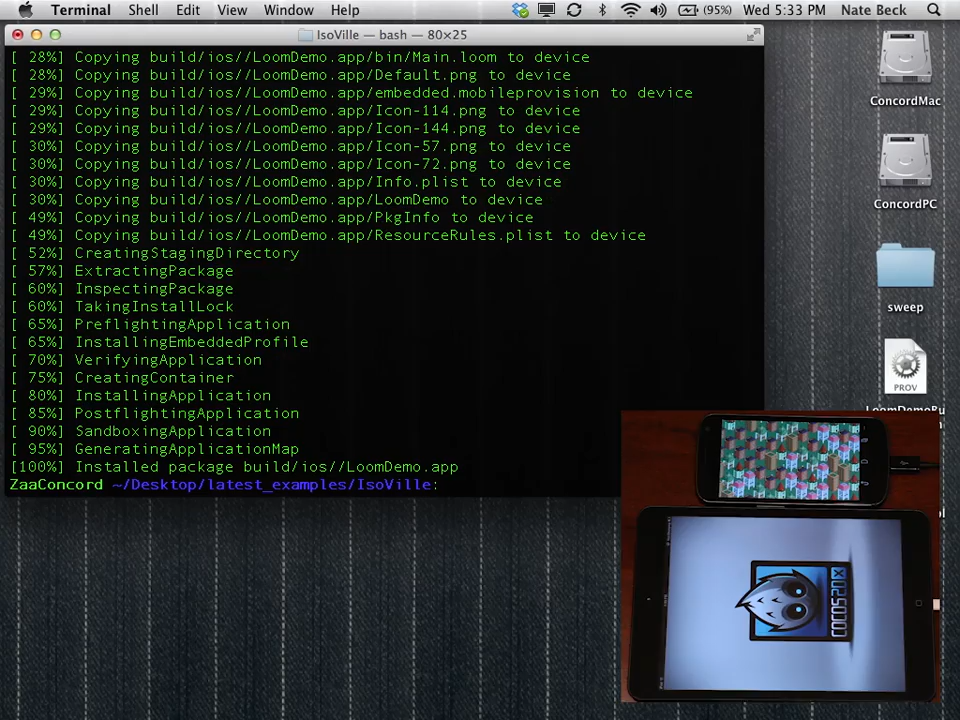 Terminal Shell Edit View Window Help (95%) Wed 5:33 PM Nate Beck
IsoVille — bash — 80×25
[ 28%] Copying build/ios//LoomDemo.app/bin/Main.loom to device
[ 28%] Copying build/ios//LoomDemo.app/Default.png to device
[ 29%] Copying build/ios//LoomDemo.app/embedded.mobileprovision to device
[ 29%] Copying build/ios//LoomDemo.app/Icon-114.png to device
[ 29%] Copying build/ios//LoomDemo.app/Icon-144.png to device
[ 30%] Copying build/ios//LoomDemo.app/Icon-57.png to device
[ 30%] Copying build/ios//LoomDemo.app/Icon-72.png to device
[ 30%] Copying build/ios//LoomDemo.app/Info.plist to device
[ 30%] Copying build/ios//LoomDemo.app/LoomDemo to device
[ 49%] Copying build/ios//LoomDemo.app/PkgInfo to device
[ 49%] Copying build/ios//LoomDemo.app/ResourceRules.plist to device
[ 52%] CreatingStagingDirectory
[ 57%] ExtractingPackage
[ 60%] InspectingPackage
[ 60%] TakingInstallLock
[ 65%] PreflightingApplication
[ 65%] InstallingEmbeddedProfile
[ 70%] VerifyingApplication
[ 75%] CreatingContainer
[ 80%] InstallingApplication
[ 85%] PostflightingApplication
[ 90%] SandboxingApplication
[ 95%] GeneratingApplicationMap
[100%] Installed package build/ios//LoomDemo.app
ZaaConcord ~/Desktop/latest_examples/IsoVille:
ConcordMac
ConcordPC
sweep
PROV
COCOS2DX